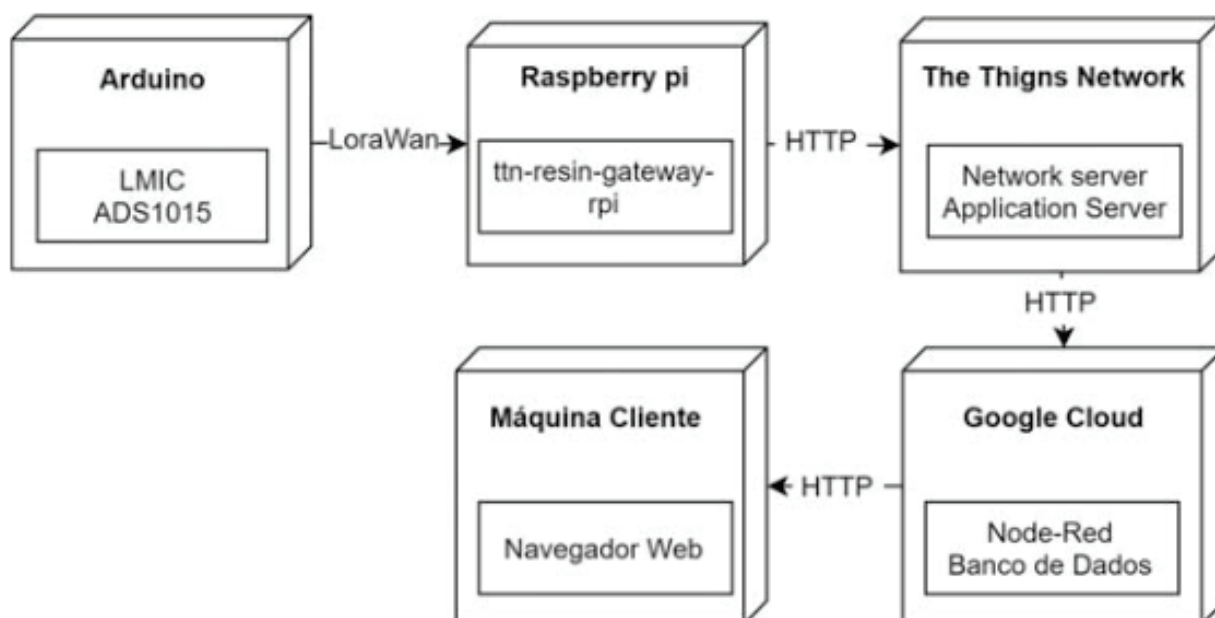 Arduino
LMIC
ADS1015
LoraWan
Raspberry pi
ttn-resin-gateway-
rpi
HTTP
The Thigns Network
Network server
Application Server
HTTP
Google Cloud
Node-Red
Banco de Dados
HTTP
Máquina Cliente
Navegador Web